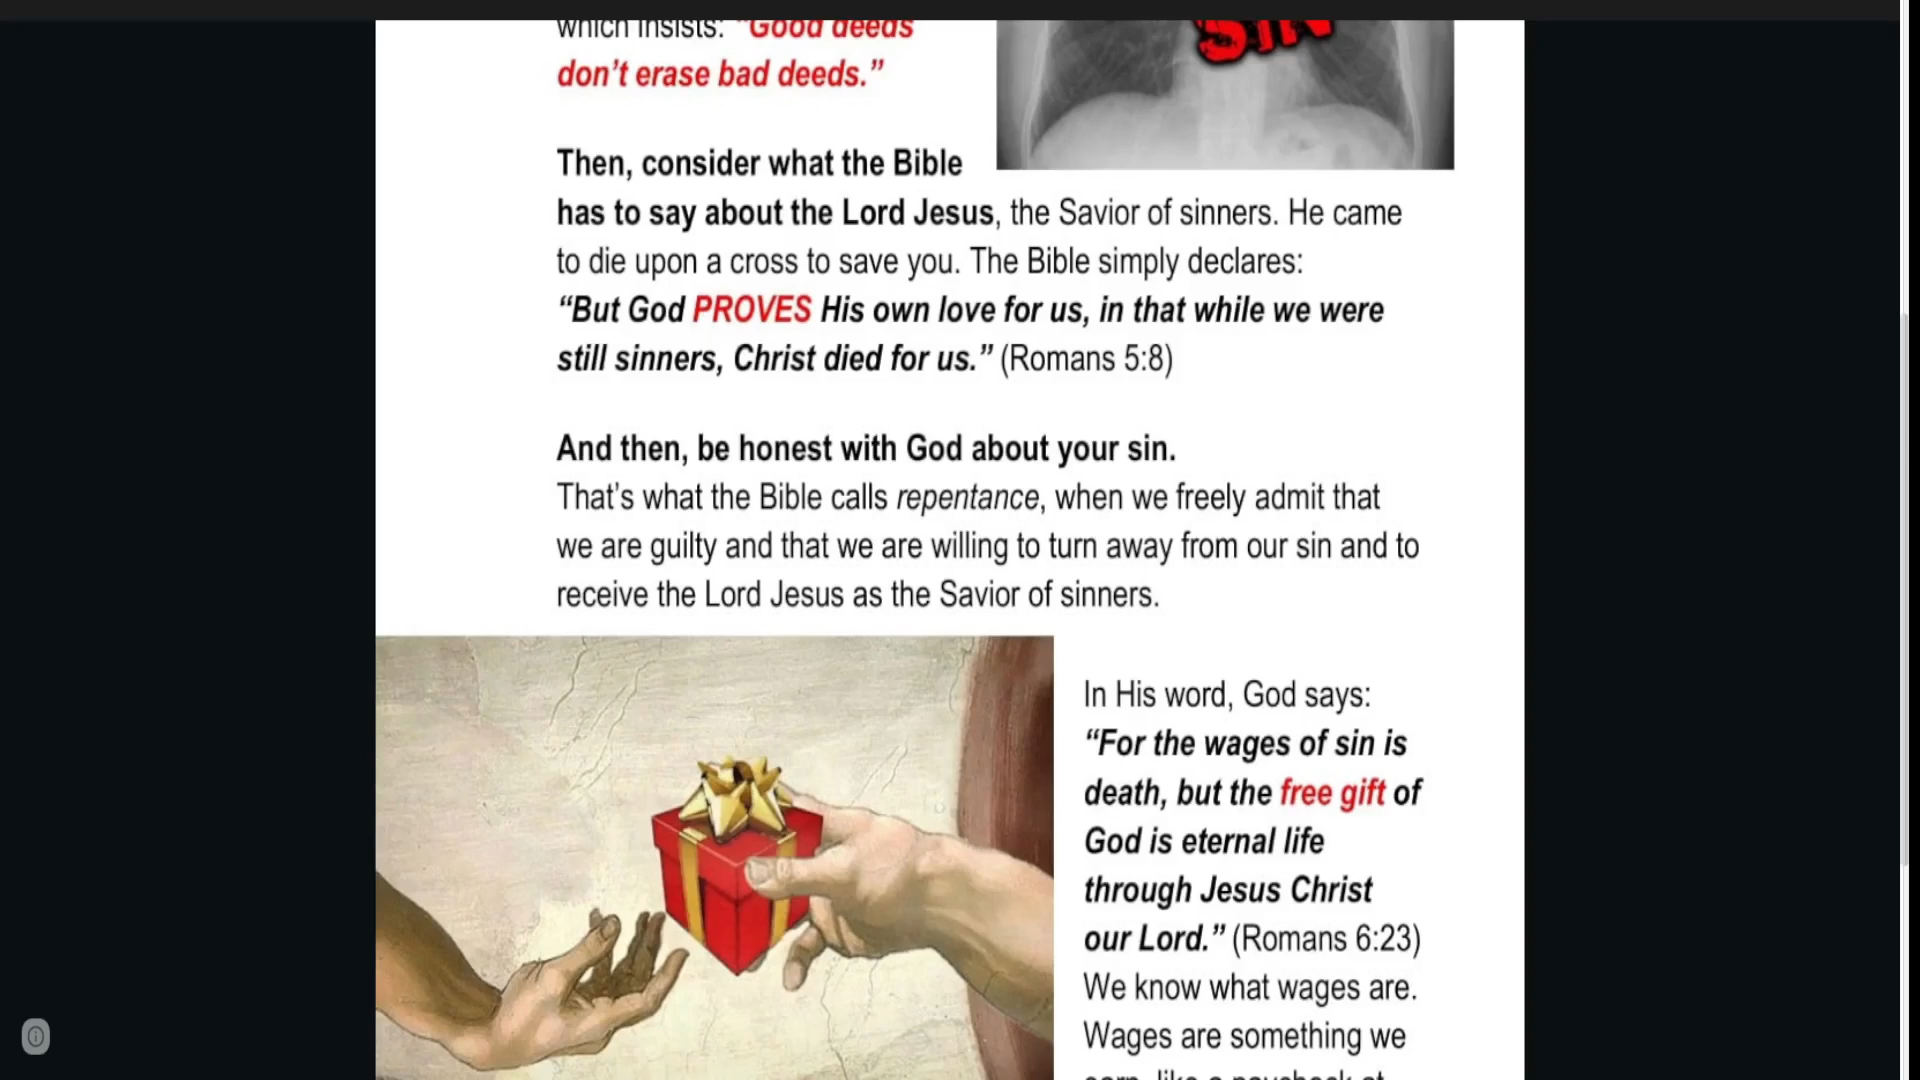 which insists: “Good deeds
don’t erase bad deeds.”
SIN
Then, consider what the Bible
has to say about the Lord Jesus, the Savior of sinners. He came
to die upon a cross to save you. The Bible simply declares:
“But God PROVES His own love for us, in that while we were
still sinners, Christ died for us.” (Romans 5:8)
And then, be honest with God about your sin.
That’s what the Bible calls repentance, when we freely admit that
we are guilty and that we are willing to turn away from our sin and to
receive the Lord Jesus as the Savior of sinners.
In His word, God says:
“For the wages of sin is
death, but the free gift of
God is eternal life
through Jesus Christ
our Lord.” (Romans 6:23)
We know what wages are.
Wages are something we